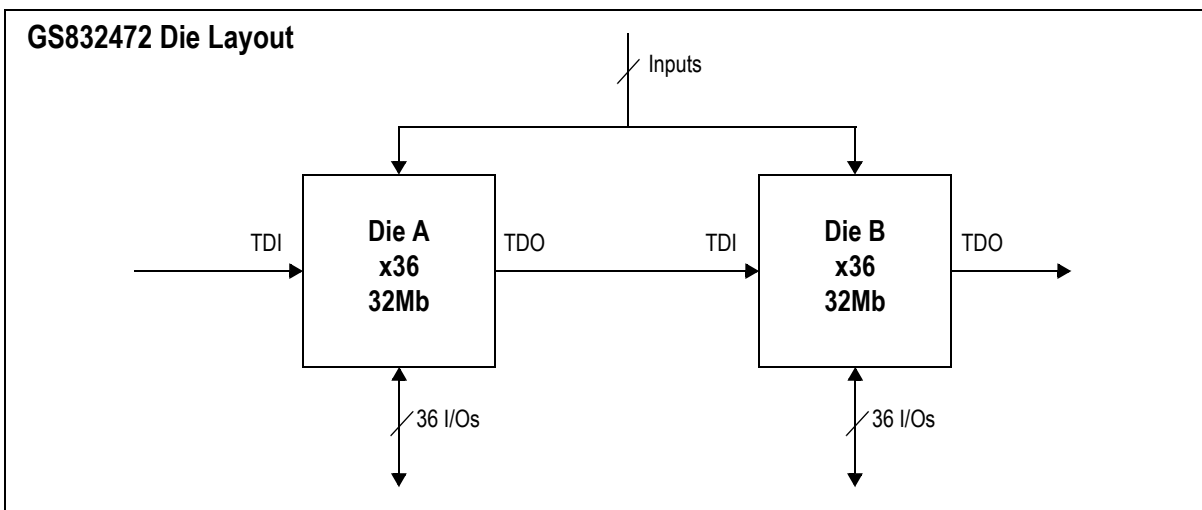 GS832472 Die Layout
Inputs
TDI
Die A
x36
32Mb
TDO
TDI
Die B
x36
32Mb
TDO
36 I/Os
36 I/Os